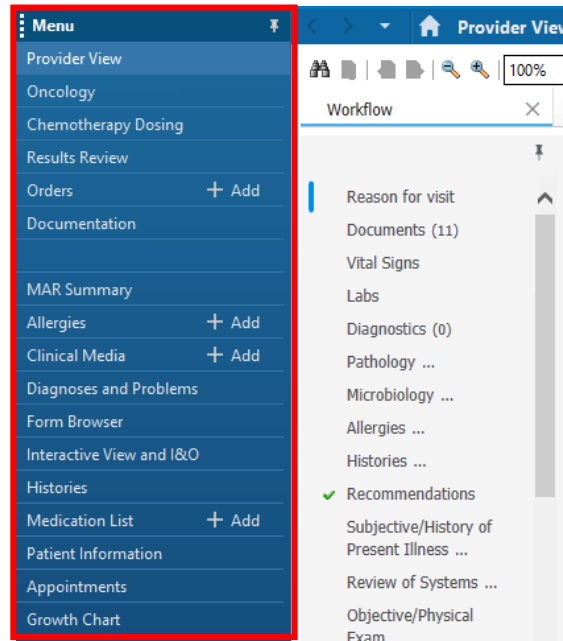 Menu
Provider View
Oncology
Chemotherapy Dosing
Results Review
Orders + Add
Documentation
MAR Summary
Allergies + Add
Clinical Media + Add
Diagnoses and Problems
Form Browser
Interactive View and I&O
Histories
Medication List + Add
Patient Information
Appointments
Growth Chart
Provider View
100%
Workflow
Reason for visit
Documents (11)
Vital Signs
Labs
Diagnostics (0)
Pathology ...
Microbiology ...
Allergies ...
Histories ...
Recommendations
Subjective/History of
Present Illness ...
Review of Systems ...
Objective/Physical
Exam